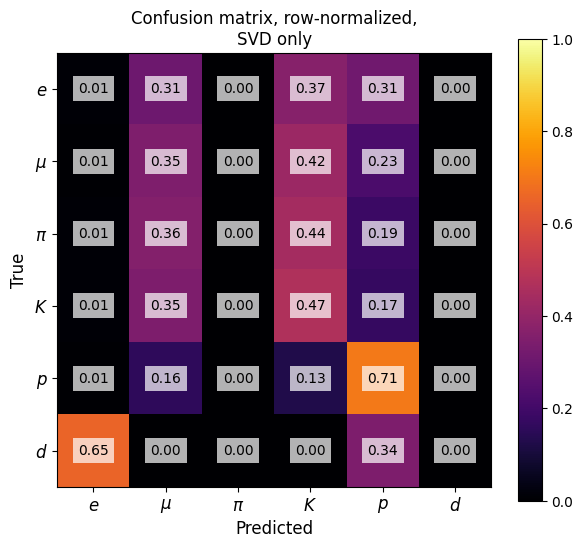 Confusion matrix, row-normalized,
SVD only
1.0
e 0.01 0.31 0.00 0.37 0.31 0.00
μ 0.01 0.35 0.00 0.42 0.23 0.00
0.8
π 0.01 0.36 0.00 0.44 0.19 0.00
0.6
True
K 0.01 0.35 0.00 0.47 0.17 0.00
0.4
p 0.01 0.16 0.00 0.13 0.71 0.00
0.2
d 0.65 0.00 0.00 0.00 0.34 0.00
0.0
e μ π K p d
Predicted